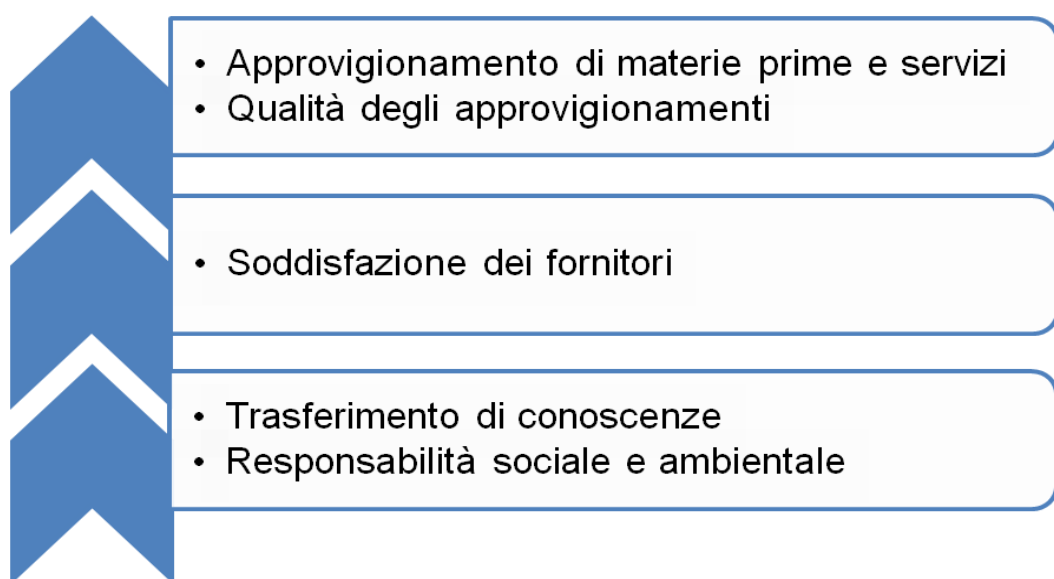 • Approvigionamento di materie prime e servizi
• Qualità degli approvigionamenti
• Soddisfazione dei fornitori
• Trasferimento di conoscenze
• Responsabilità sociale e ambientale